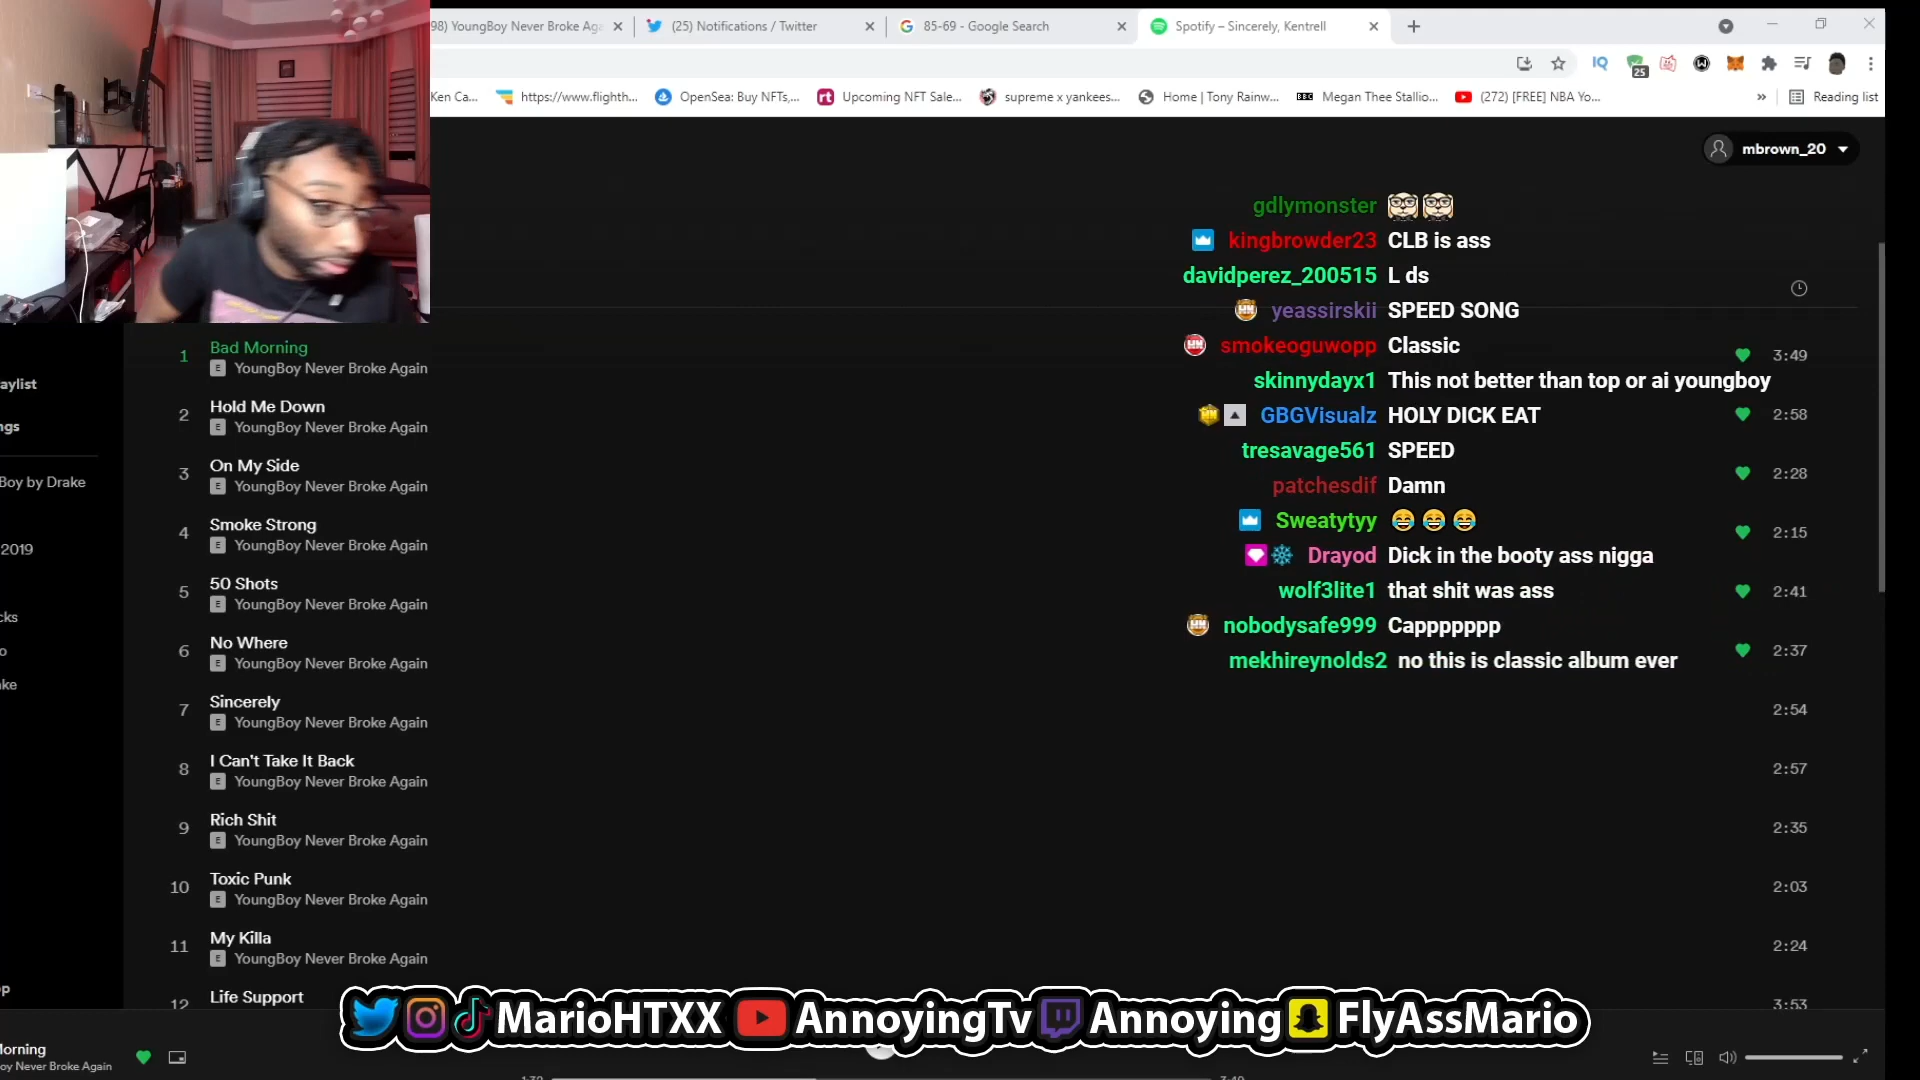 98) YoungBoy Never Broke Aga
(25) Notifications / Twitter
85-69 - Google Search
Spotify – Sincerely, Kentrell
25
Ken Ca...
https://www.flighth...
OpenSea: Buy NFTs,...
Upcoming NFT Sale...
supreme x yankees...
Home | Tony Rainw...
Megan Thee Stallio...
(272) [FREE] NBA Yo...
»
Reading list
mbrown_20
gdlymonster
kingbrowder23 CLB is ass
davidperez_200515 L ds
yeassirskii SPEED SONG
smokeoguwopp Classic
skinnydayx1 This not better than top or ai youngboy
GBGVisualz HOLY DICK EAT
tresavage561 SPEED
patchesdif Damn
Sweatytyy 😂 😂 😂
Drayod Dick in the booty ass nigga
wolf3lite1 that shit was ass
nobodysafe999 Cappppppp
mekhireynolds2 no this is classic album ever
aylist
ngs
Boy by Drake
2019
cks
o
ake
op
1 Bad Morning 3:49
E YoungBoy Never Broke Again
2 Hold Me Down 2:58
E YoungBoy Never Broke Again
3 On My Side 2:28
E YoungBoy Never Broke Again
4 Smoke Strong 2:15
E YoungBoy Never Broke Again
5 50 Shots 2:41
E YoungBoy Never Broke Again
6 No Where 2:37
E YoungBoy Never Broke Again
7 Sincerely 2:54
E YoungBoy Never Broke Again
8 I Can't Take It Back 2:57
E YoungBoy Never Broke Again
9 Rich Shit 2:35
E YoungBoy Never Broke Again
10 Toxic Punk 2:03
E YoungBoy Never Broke Again
11 My Killa 2:24
E YoungBoy Never Broke Again
12 Life Support 3:53
MarioHTXX AnnoyingTv Annoying FlyAssMario
Morning
oy Never Broke Again
1:32
3:49